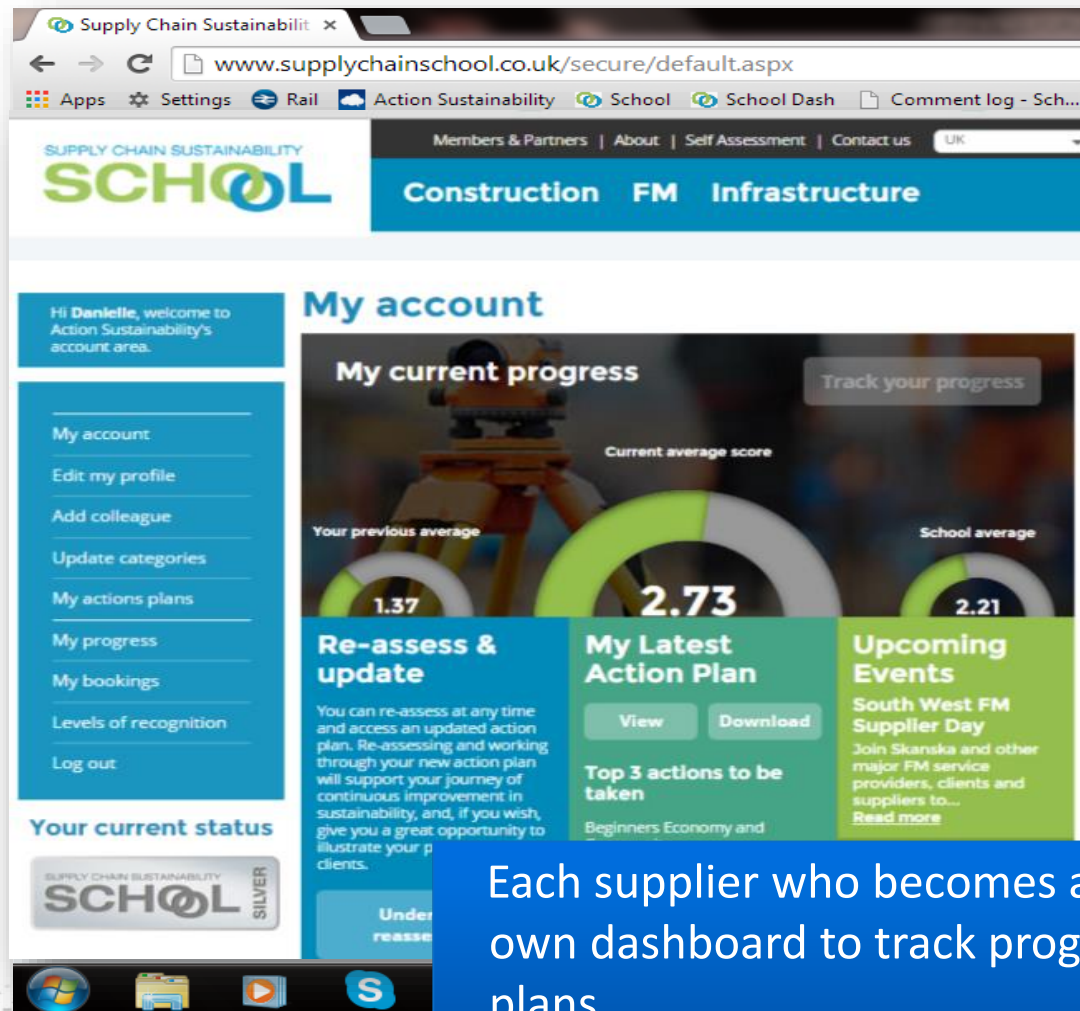 Supply Chain Sustainabilit
www.supplychainschool.co.uk/secure/default.aspx
Apps Settings Rail Action Sustainability School School Dash Comment log - Sch...
Members & Partners | About | Self Assessment | Contact us UK
SUPPLY CHAIN SUSTAINABILITY
SCHOOL
Construction FM Infrastructure
Hi Danielle, welcome to
Action Sustainability's
account area.
My account
Edit my profile
Add colleague
Update categories
My actions plans
My progress
My bookings
Levels of recognition
Log out
Your current status
SUPPLY CHAIN SUSTAINABILITY
SCHOOL
SILVER
My account
My current progress
Track your progress
Current average score
Your previous average
School average
1.37
2.73
2.21
Re-assess &
update
You can re-assess at any time
and access an updated action
plan. Re-assessing and working
through your new action plan
will support your journey of
continuous improvement in
sustainability, and, if you wish,
give you a great opportunity to
illustrate your p
clients.
Under
reasse
My Latest
Action Plan
View Download
Top 3 actions to be
taken
Beginners Economy and
Upcoming
Events
South West FM
Supplier Day
Join Skanska and other
major FM service
providers, clients and
suppliers to...
Read more
Each supplier who becomes a
own dashboard to track prog
plans